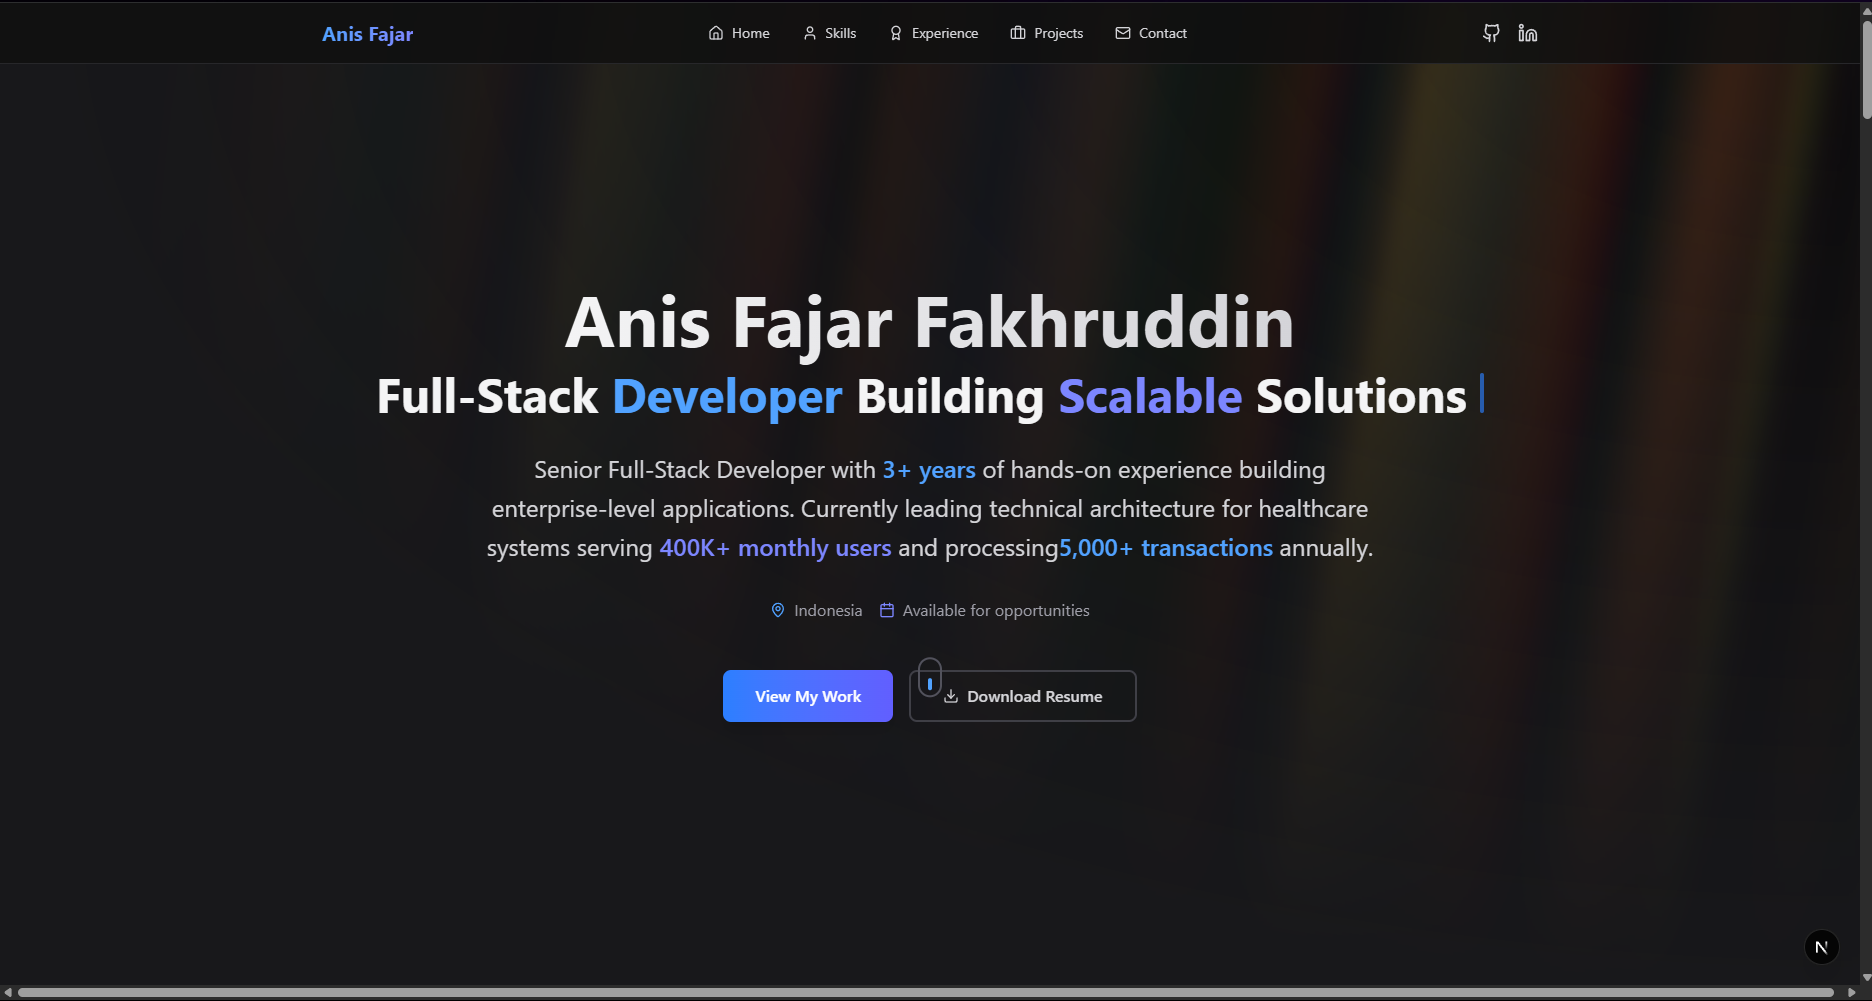 Anis Fajar
Home
Skills
Experience
Projects
Contact
Anis Fajar Fakhruddin
Full-Stack Developer Building Scalable Solutions
Senior Full-Stack Developer with 3+ years of hands-on experience building
enterprise-level applications. Currently leading technical architecture for healthcare
systems serving 400K+ monthly users and processing5,000+ transactions annually.
Indonesia
Available for opportunities
View My Work
Download Resume
N